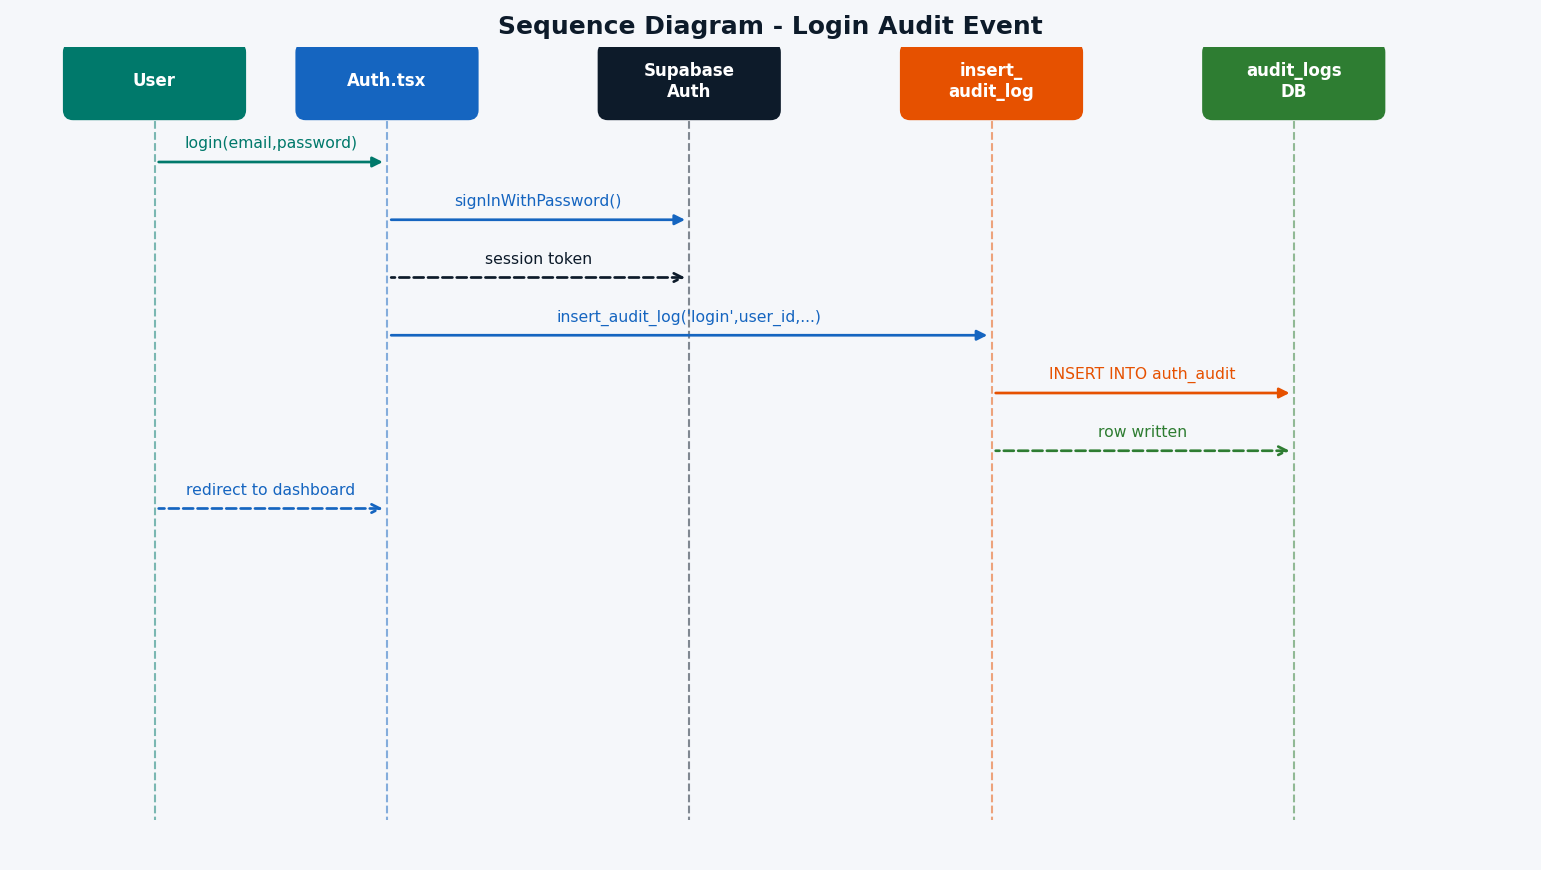 Sequence Diagram - Login Audit Event
User
Auth.tsx
Supabase
Auth
insert_
audit_log
audit_logs
DB
login(email,password)
signInWithPassword()
session token
insert_audit_log('login',user_id,...)
INSERT INTO auth_audit
row written
redirect to dashboard